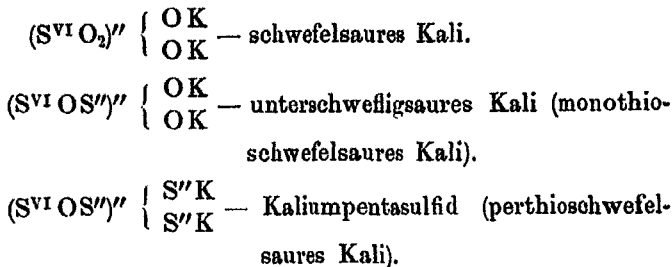 (S^VI O₂)″ { OK OK — schwefelsaures Kali.
(S^VI OS″)″ { OK OK — unterschwefligsaures Kali (monothio-
schwefelsaures Kali).
(S^VI OS″)″ { S″K S″K — Kaliumpentasulfid (perthioschwefel-
saures Kali).